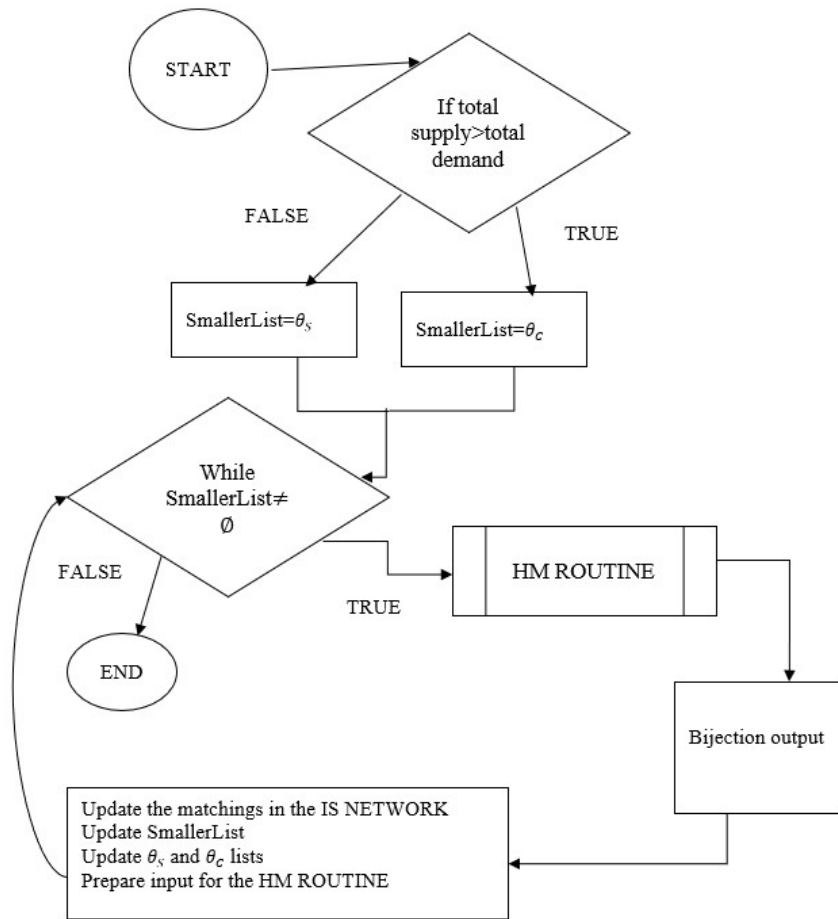 START
If total
supply>total
demand
FALSE
TRUE
SmallerList=θₛ
SmallerList=θ_c
While
SmallerList≠
∅
FALSE
TRUE
HM ROUTINE
END
Bijection output
Update the matchings in the IS NETWORK
Update SmallerList
Update θₛ and θ_c lists
Prepare input for the HM ROUTINE